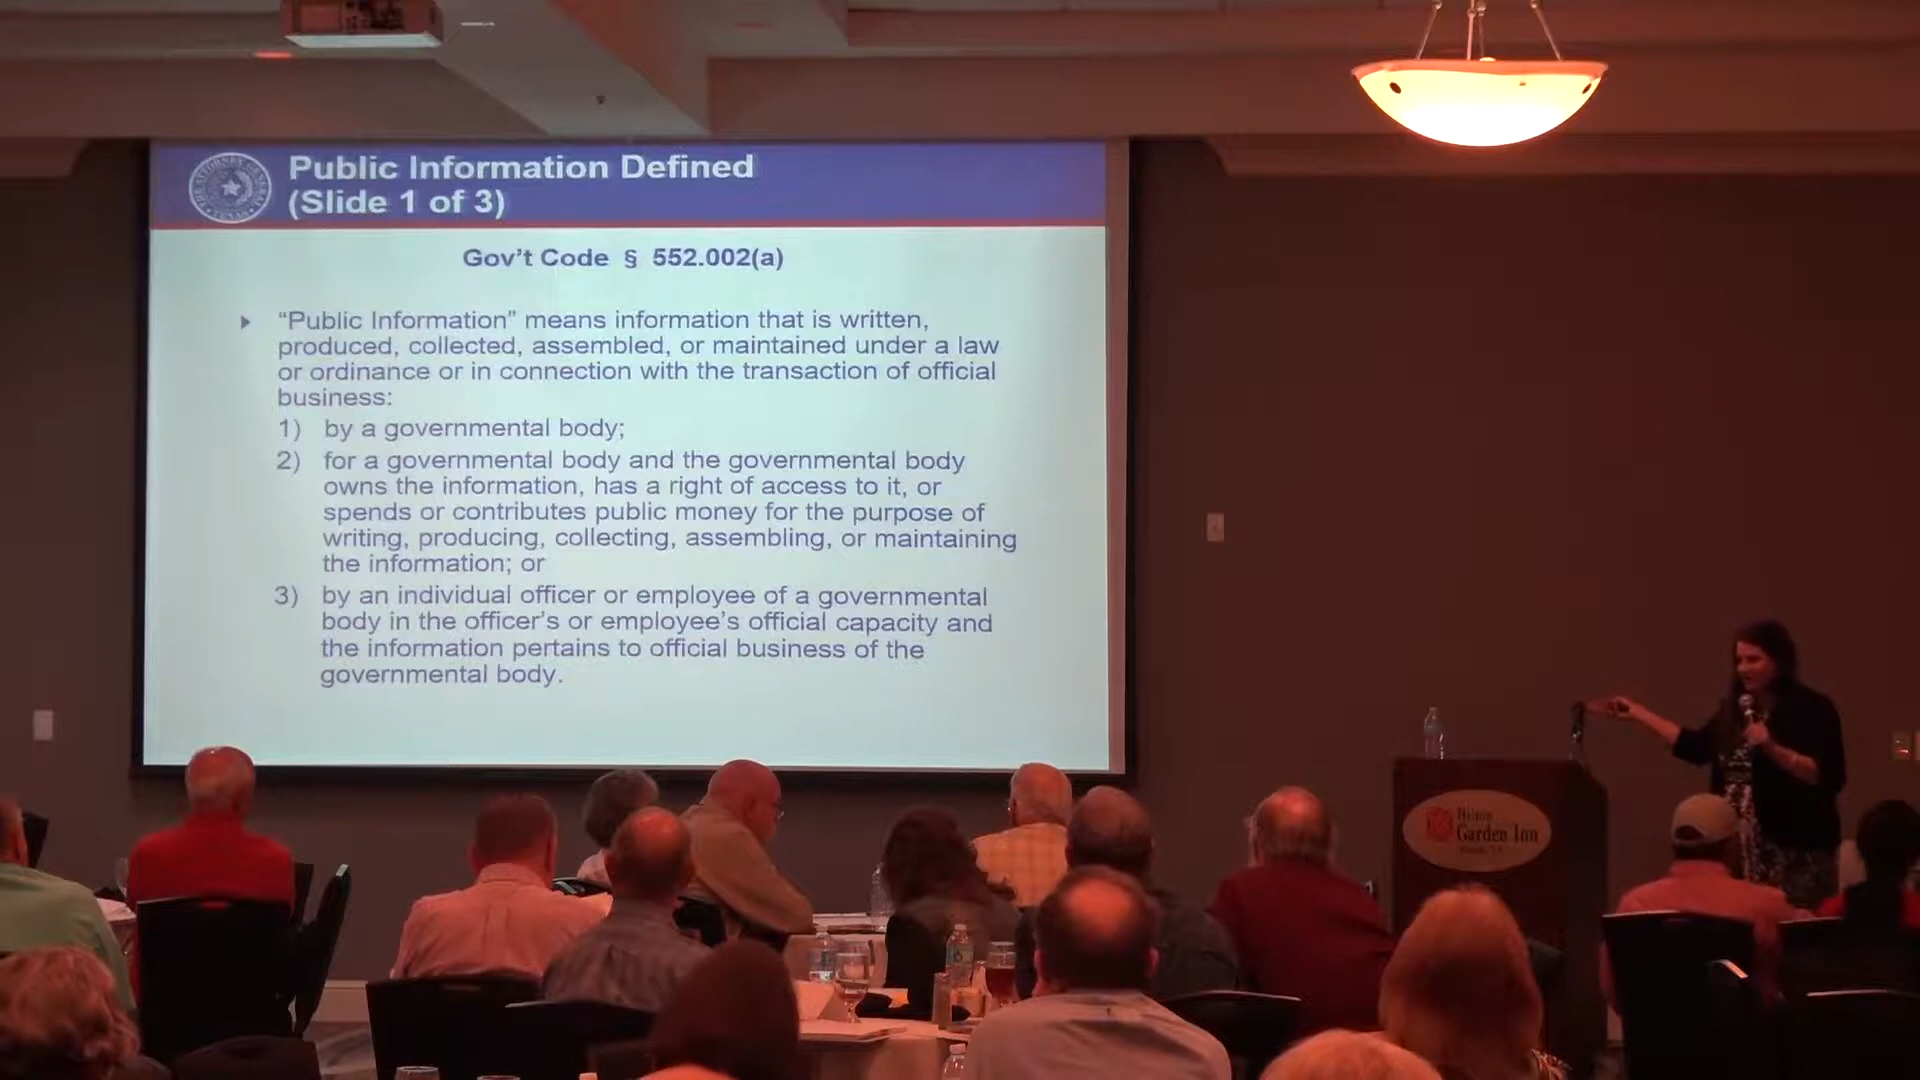 Public Information Defined
(Slide 1 of 3)
Gov't Code § 552.002(a)
“Public Information” means information that is written,
produced, collected, assembled, or maintained under a law
or ordinance or in connection with the transaction of official
business:
1) by a governmental body;
2) for a governmental body and the governmental body
owns the information, has a right of access to it, or
spends or contributes public money for the purpose of
writing, producing, collecting, assembling, or maintaining
the information; or
3) by an individual officer or employee of a governmental
body in the officer's or employee's official capacity and
the information pertains to official business of the
governmental body.
Hilton
Garden Inn